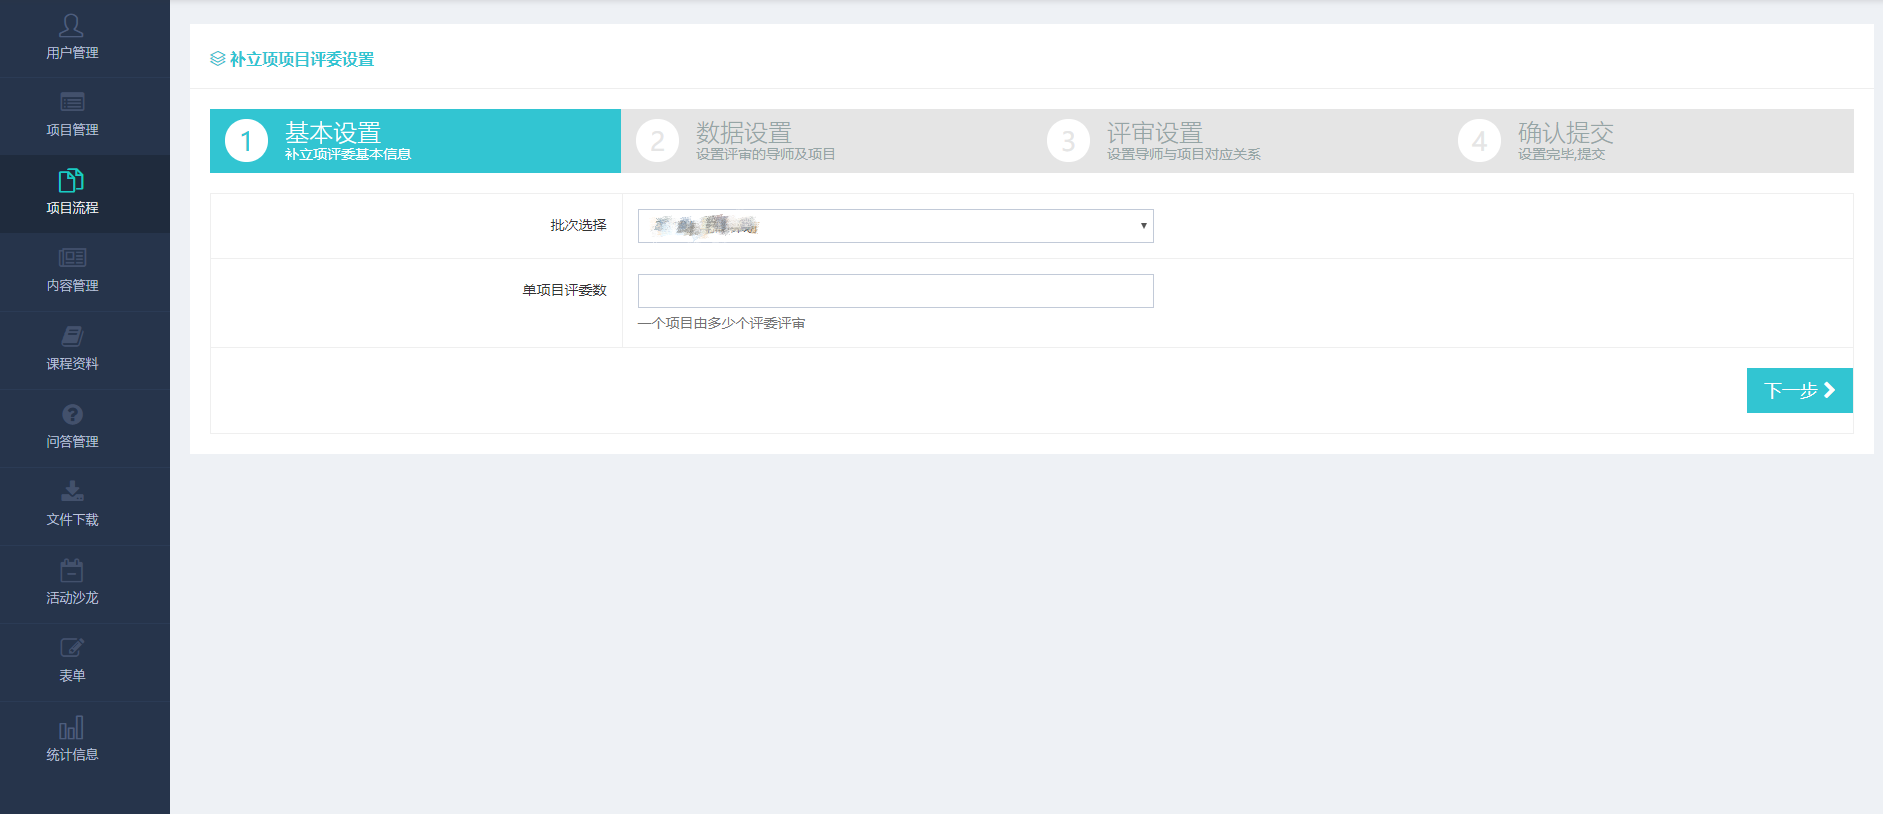 用户管理
项目管理
项目流程
内容管理
课程资料
问答管理
文件下载
活动沙龙
表单
统计信息
补立项项目评委设置
1
基本设置
补立项评委基本信息
2
数据设置
设置评审的导师及项目
3
评审设置
设置导师与项目对应关系
4
确认提交
设置完毕,提交
批次选择
单项目评委数
一个项目由多少个评委评审
下一步